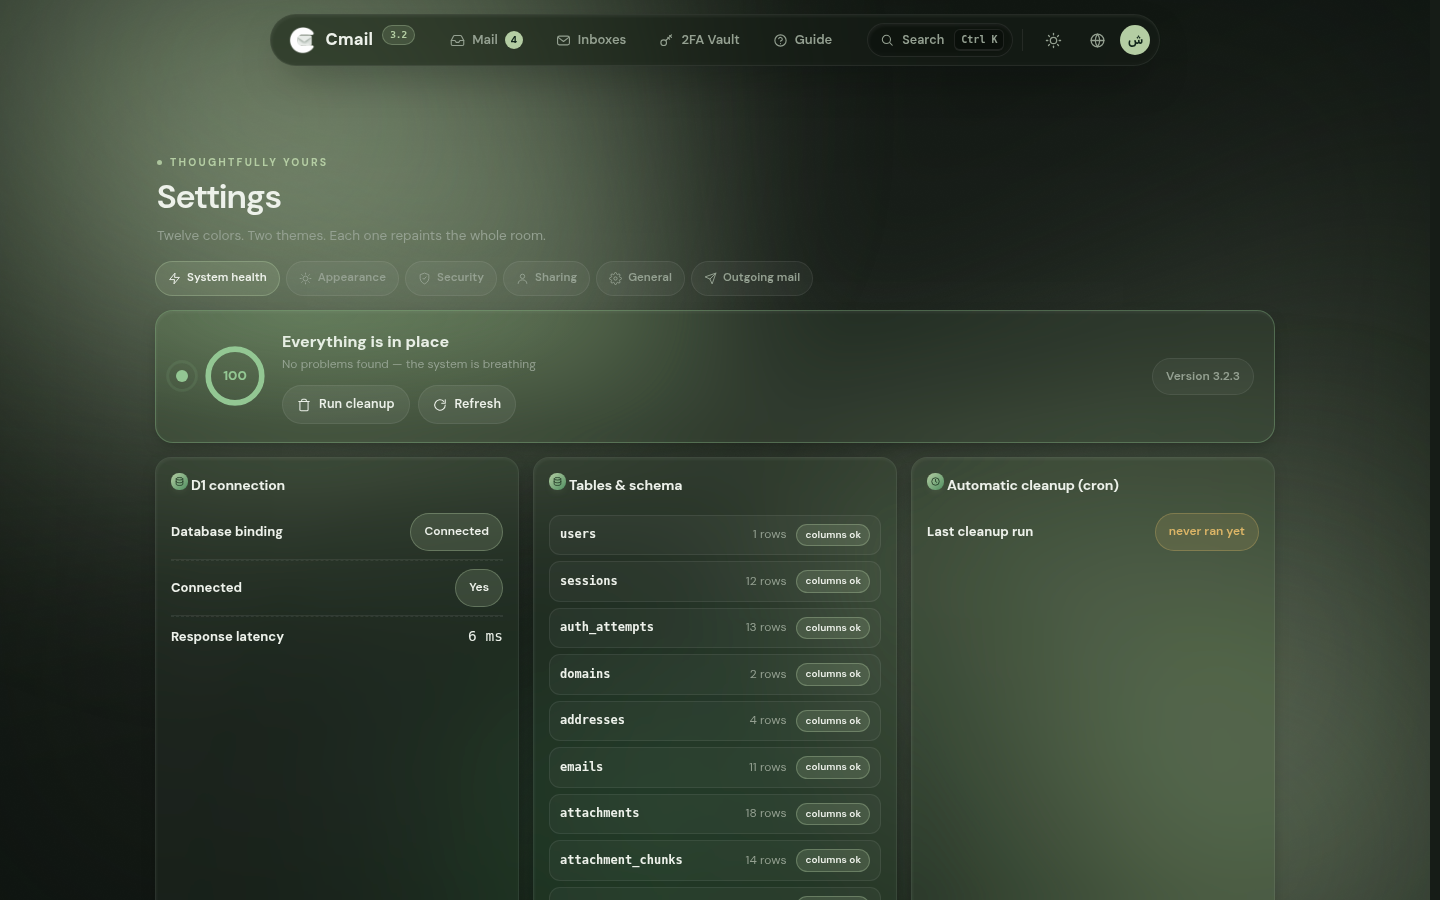 Cmail 3.2 Mail 4 Inboxes 2FA Vault Guide Search Ctrl K ش
THOUGHTFULLY YOURS
Settings
Twelve colors. Two themes. Each one repaints the whole room.
System health Appearance Security Sharing General Outgoing mail
Everything is in place
100
No problems found — the system is breathing
Version 3.2.3
Run cleanup Refresh
D1 connection
Database binding Connected
Connected Yes
Response latency 6 ms
Tables & schema
users 1 rows columns ok
sessions 12 rows columns ok
auth_attempts 13 rows columns ok
domains 2 rows columns ok
addresses 4 rows columns ok
emails 11 rows columns ok
attachments 18 rows columns ok
attachment_chunks 14 rows columns ok
Automatic cleanup (cron)
Last cleanup run never ran yet